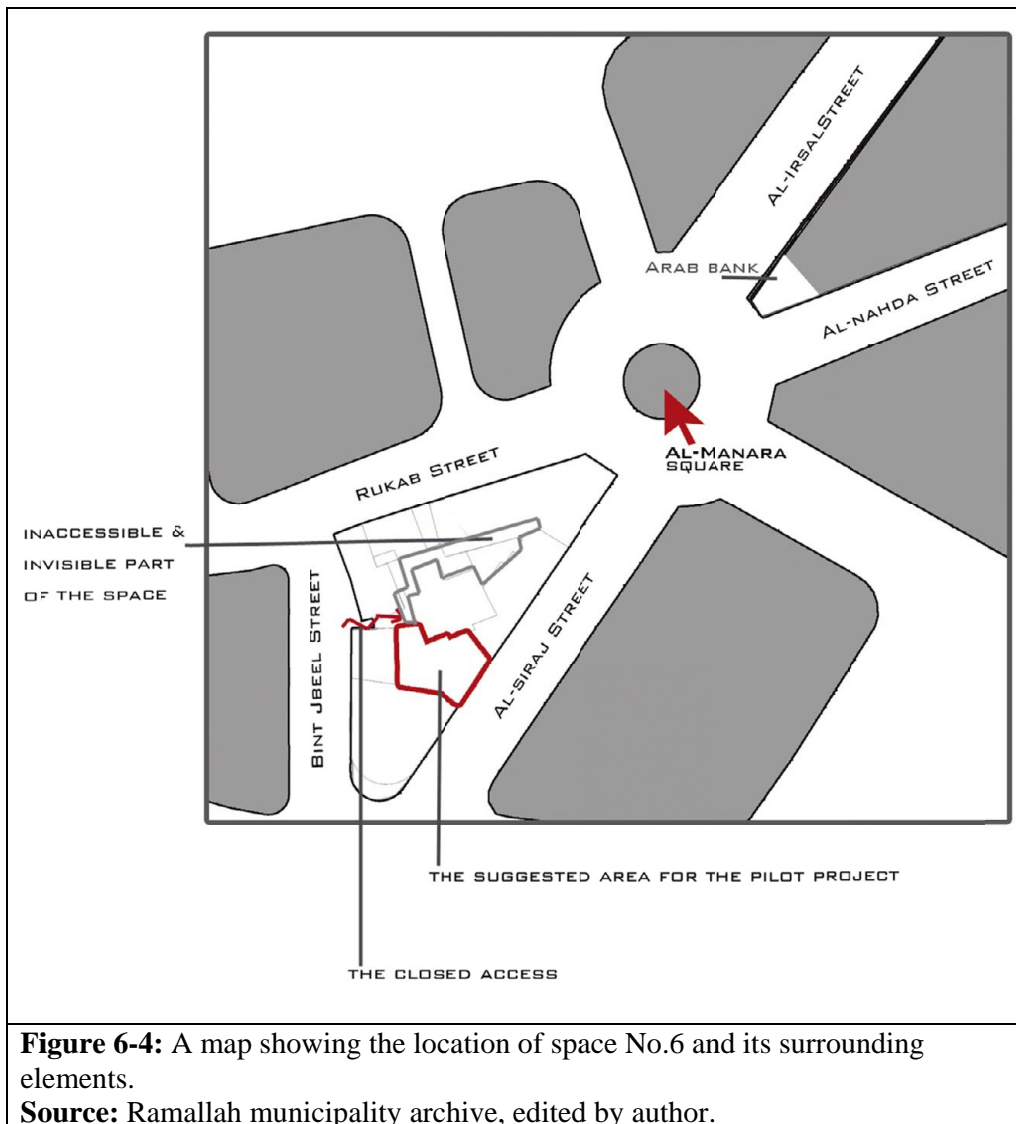 AL-IRSAL STREET
ARAB BANK
AL-NAHDA STREET
AL-MANARA
SQUARE
RUKAB STREET
INACCESSIBLE &
INVISIBLE PART
OF THE SPACE
BINT JBEEL STREET
AL-SIRAJ STREET
THE SUGGESTED AREA FOR THE PILOT PROJECT
THE CLOSED ACCESS
Figure 6-4: A map showing the location of space No.6 and its surrounding
elements.
Source: Ramallah municipality archive, edited by author.